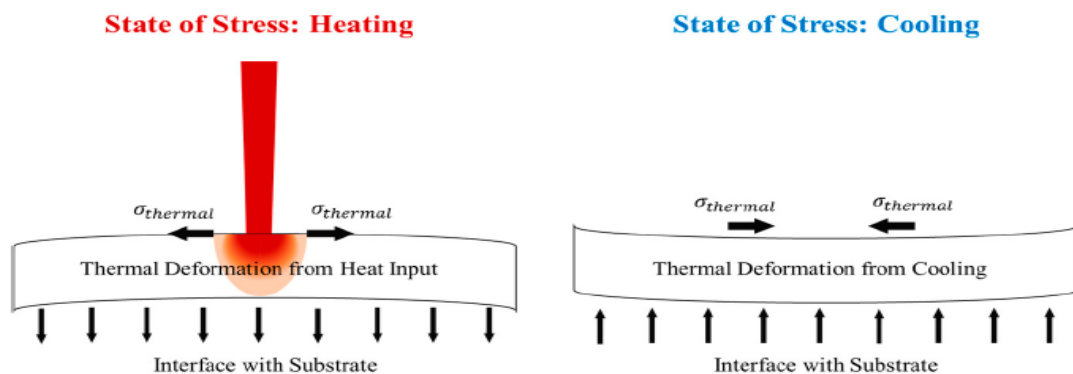 State of Stress: Heating
σthermal
σthermal
Thermal Deformation from Heat Input
Interface with Substrate
State of Stress: Cooling
σthermal
σthermal
Thermal Deformation from Cooling
Interface with Substrate